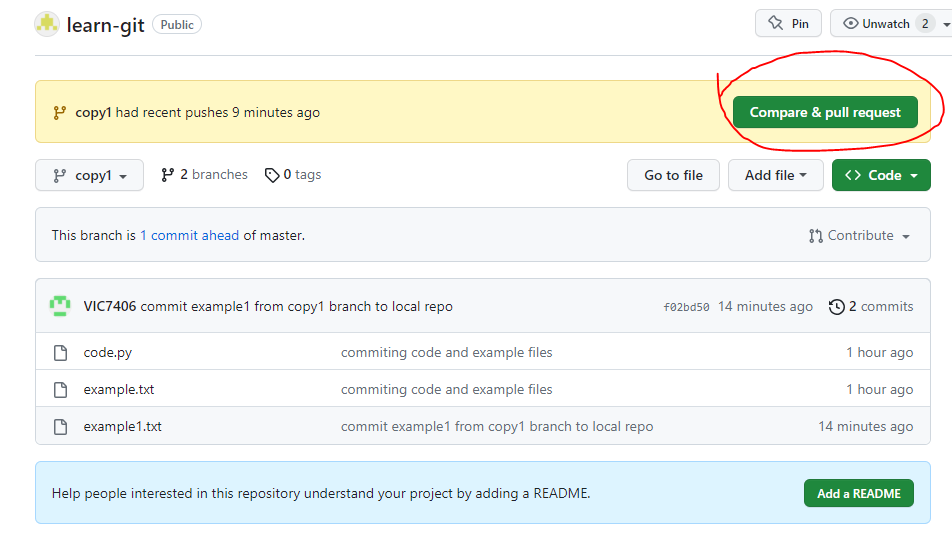 learn-git Public Pin Unwatch 2
copy1 had recent pushes 9 minutes ago Compare & pull request
copy1 2 branches 0 tags Go to file Add file <> Code
This branch is 1 commit ahead of master. Contribute
VIC7406 commit example1 from copy1 branch to local repo f02bd50 14 minutes ago 2 commits
code.py commiting code and example files 1 hour ago
example.txt commiting code and example files 1 hour ago
example1.txt commit example1 from copy1 branch to local repo 14 minutes ago
Help people interested in this repository understand your project by adding a README. Add a README